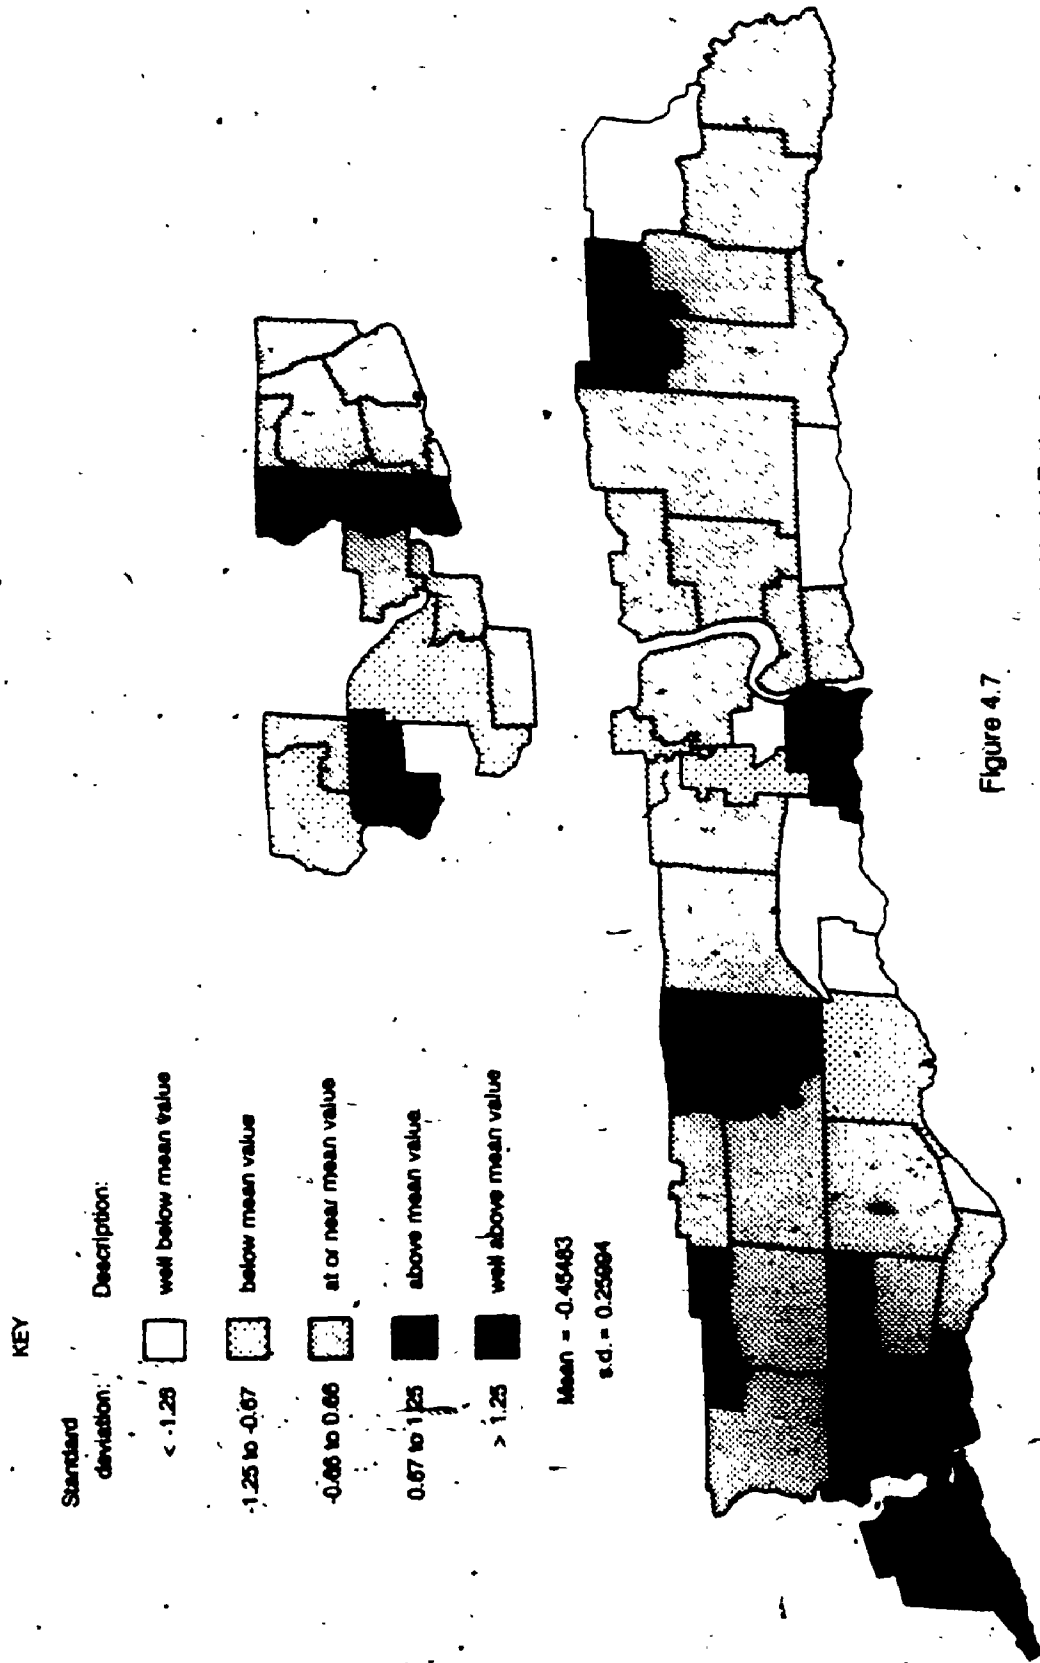 KEY
Standard
deviation: Description:
< -1.28 well below mean value
-1.25 to -0.67 below mean value
-0.66 to 0.66 at or near mean value
0.67 to 1.25 above mean value
> 1.25 well above mean value
Mean = -0.45483
s.d. = 0.25994
Figure 4.7